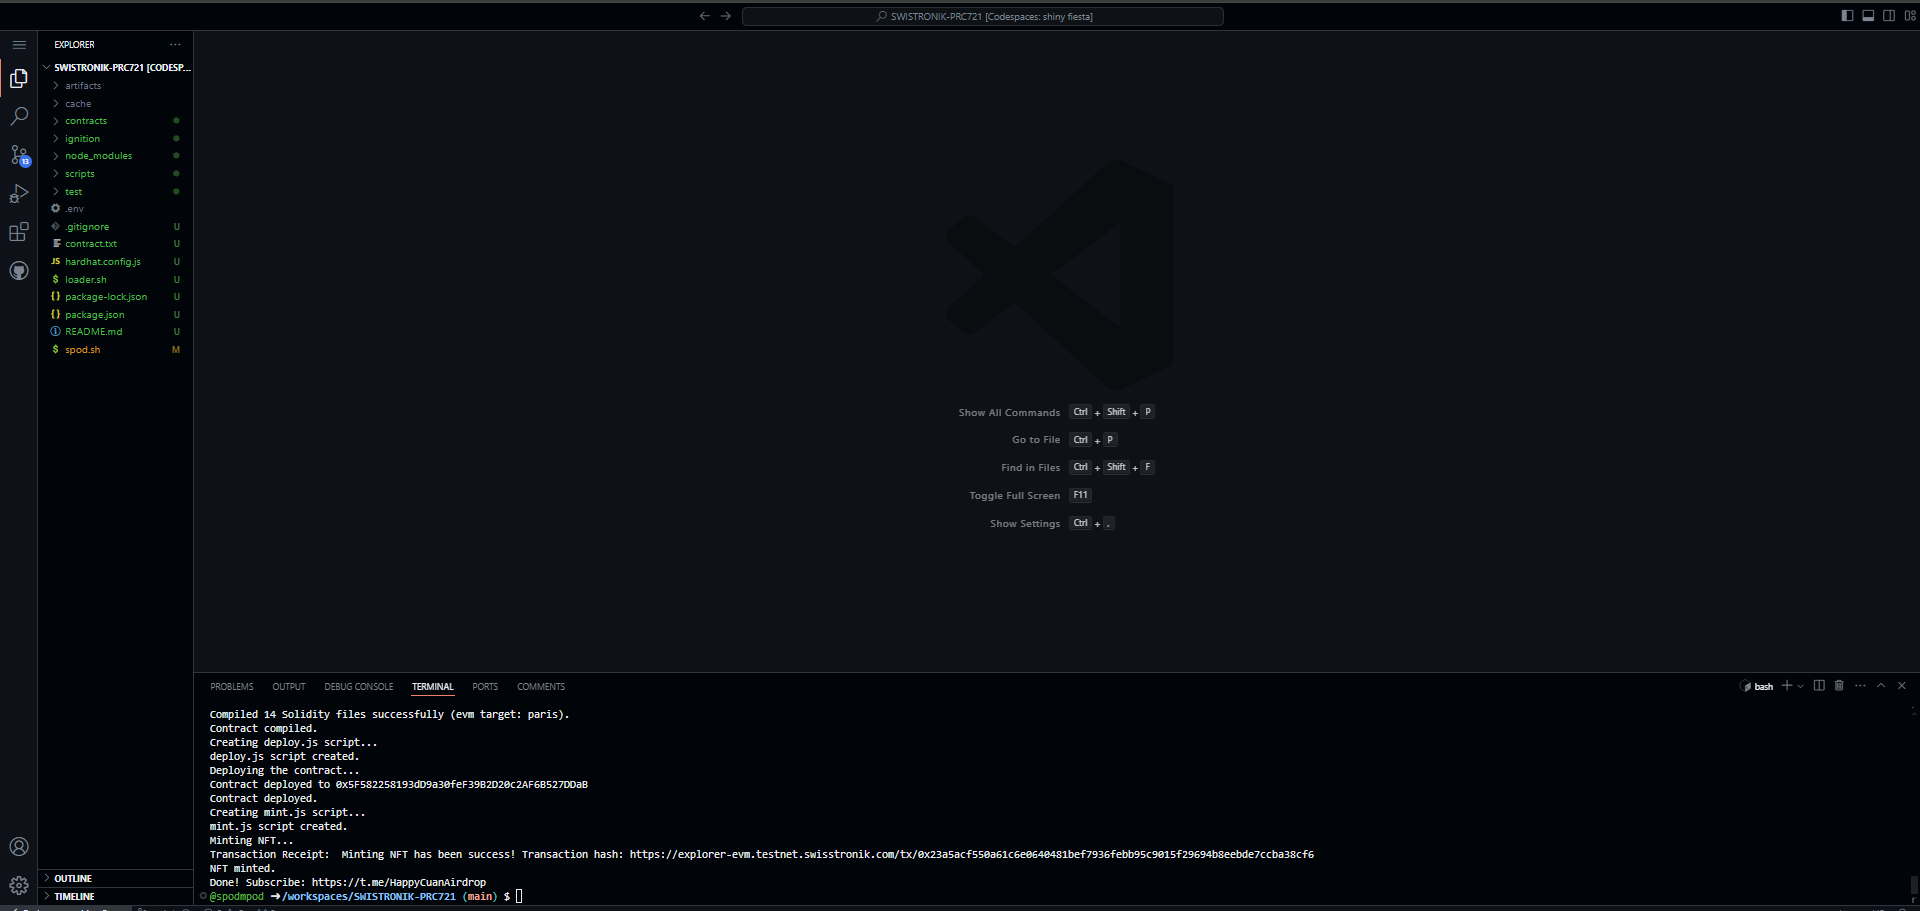 SWISTRONIK-PRC721 [Codespaces: shiny fiesta]
EXPLORER
SWISTRONIK-PRC721 [CODESP...
artifacts
cache
contracts
ignition
node_modules
scripts
test
.env
.gitignore U
contract.txt U
JS hardhat.config.js U
$ loader.sh U
{} package-lock.json U
{} package.json U
README.md U
$ spod.sh M
13
OUTLINE
TIMELINE
Show All Commands Ctrl + Shift + P
Go to File Ctrl + P
Find in Files Ctrl + Shift + F
Toggle Full Screen F11
Show Settings Ctrl + ,
PROBLEMS OUTPUT DEBUG CONSOLE TERMINAL PORTS COMMENTS
bash
Compiled 14 Solidity files successfully (evm target: paris).
Contract compiled.
Creating deploy.js script...
deploy.js script created.
Deploying the contract...
Contract deployed to 0x5F582258193dD9a30feF39B2D20c2AF6B527DDaB
Contract deployed.
Creating mint.js script...
mint.js script created.
Minting NFT...
Transaction Receipt:  Minting NFT has been success! Transaction hash: https://explorer-evm.testnet.swisstronik.com/tx/0x23a5acf550a61c6e0640481bef7936febb95c9015f29694b8eebde7ccba38cf6
NFT minted.
Done! Subscribe: https://t.me/HappyCuanAirdrop
@spodmpod ➜/workspaces/SWISTRONIK-PRC721 (main) $